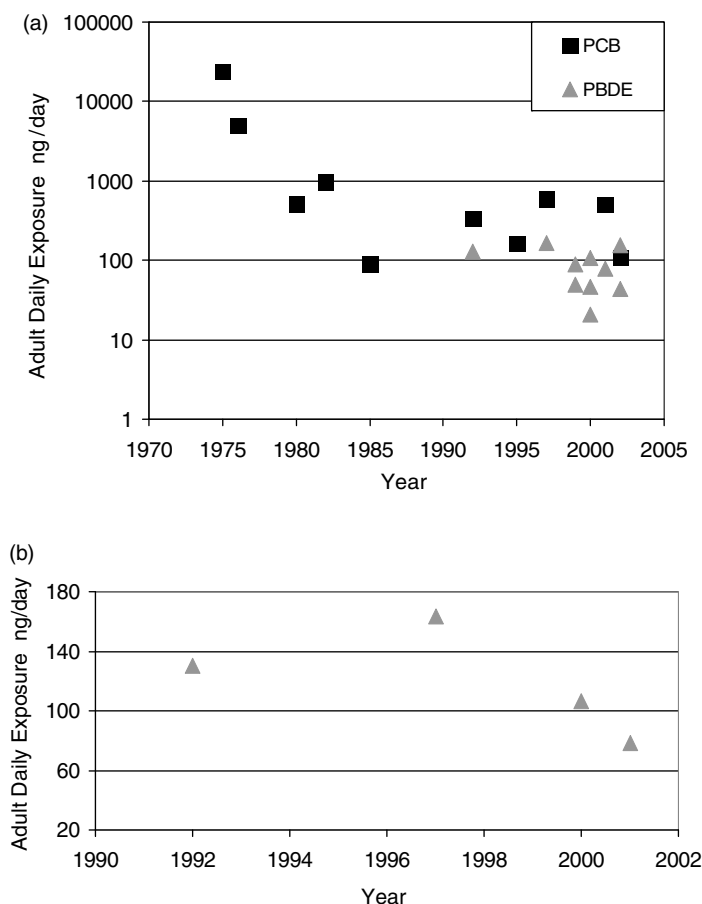 (a)
100000
10000
1000
100
10
1
Adult Daily Exposure ng/day
PCB
PBDE
1970 1975 1980 1985 1990 1995 2000 2005
Year
(b)
180
140
100
60
20
Adult Daily Exposure ng/day
1990 1992 1994 1996 1998 2000 2002
Year